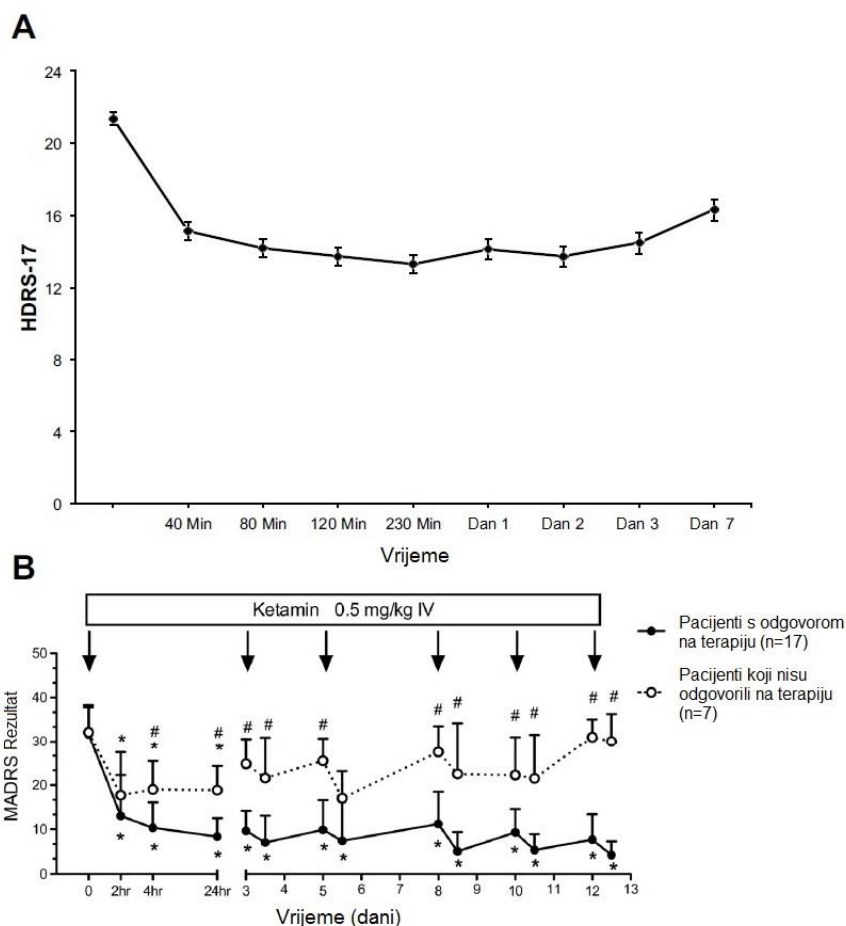 A
HDRS-17
24
20
16
12
8
4
0
40 Min 80 Min 120 Min 230 Min Dan 1 Dan 2 Dan 3 Dan 7
Vrijeme
B
Ketamin 0.5 mg/kg IV
Pacijenti s odgovorom
na terapiju (n=17)
Pacijenti koji nisu
odgovorili na terapiju
(n=7)
MADRS Rezultat
50
40
30
20
10
0
# # # # # # # # # # #
* * *
* * * * * * * * * * * * *
0 2hr 4hr 24hr 3 4 5 6 7 8 9 10 11 12 13
Vrijeme (dani)